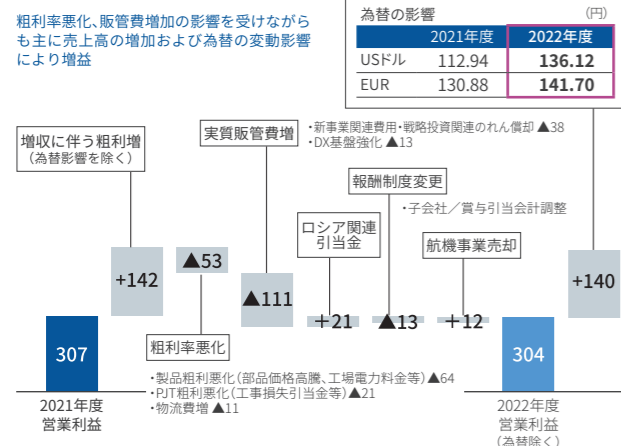 粗利率悪化、販管費増加の影響を受けながら
も主に売上高の増加および為替の変動影響
により増益
為替の影響 （円）
2021年度 2022年度
USドル 112.94 136.12
EUR 130.88 141.70
増収に伴う粗利増
（為替影響を除く）
実質販管費増
・新事業関連費用・戦略投資関連のれん償却 ▲38
・DX基盤強化 ▲13
報酬制度変更
・子会社／賞与引当会計調整
ロシア関連
引当金
航機事業売却
+142
▲53
▲111
+21
▲13
+12
+140
307
304
粗利率悪化
・製品粗利悪化（部品価格高騰、工場電力料金等）▲64
・PJT粗利悪化（工事損失引当金等）▲21
・物流費増 ▲11
2021年度
営業利益
2022年度
営業利益
（為替除く）